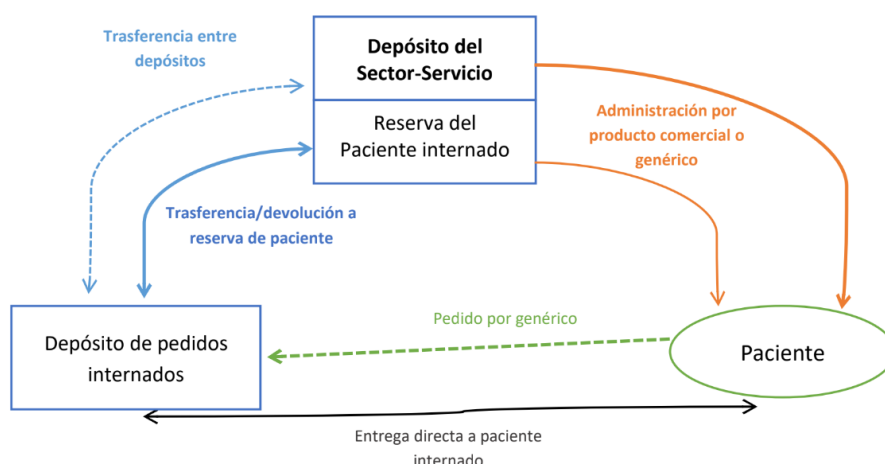 Trasferencia entre
depósitos
Depósito del
Sector-Servicio
Reserva del
Paciente internado
Administración por
producto comercial o
genérico
Trasferencia/devolución a
reserva de paciente
Pedido por genérico
Depósito de pedidos
internados
Paciente
Entrega directa a paciente
internado